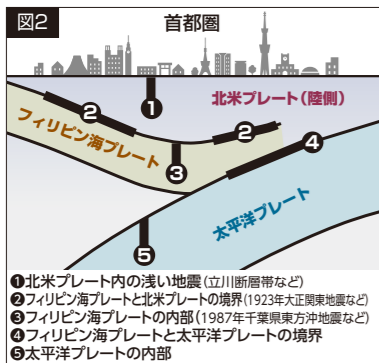 図2
首都圏
北米プレート(陸側)
❷
❶
❷
❹
フィリピン海プレート
❸
太平洋プレート
❺
❶北米プレート内の浅い地震(立川断層帯など)
❷フィリピン海プレートと北米プレートの境界(1923年大正関東地震など)
❸フィリピン海プレートの内部(1987年千葉県東方沖地震など)
❹フィリピン海プレートと太平洋プレートの境界
❺太平洋プレートの内部